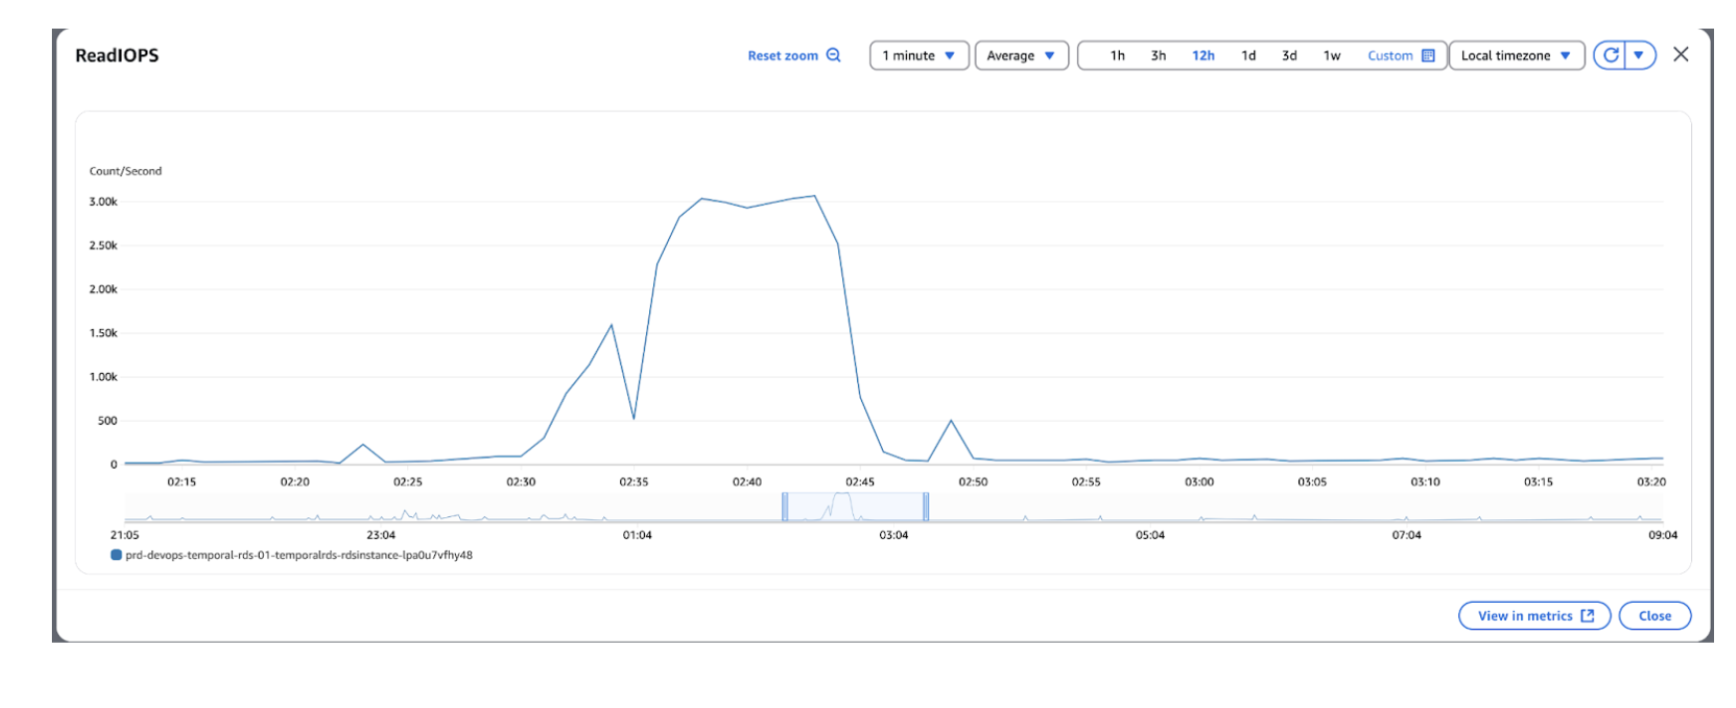 ReadIOPS Reset zoom 1 minute Average 1h 3h 12h 1d 3d 1w Custom Local timezone
Count/Second
3.00k
2.50k
2.00k
1.50k
1.00k
500
0
02:15 02:20 02:25 02:30 02:35 02:40 02:45 02:50 02:55 03:00 03:05 03:10 03:15 03:20
21:05 23:04 01:04 03:04 05:04 07:04 09:04
prd-devops-temporal-rds-01-temporalrds-rdsinstance-lpa0u7vfhy48
View in metrics Close